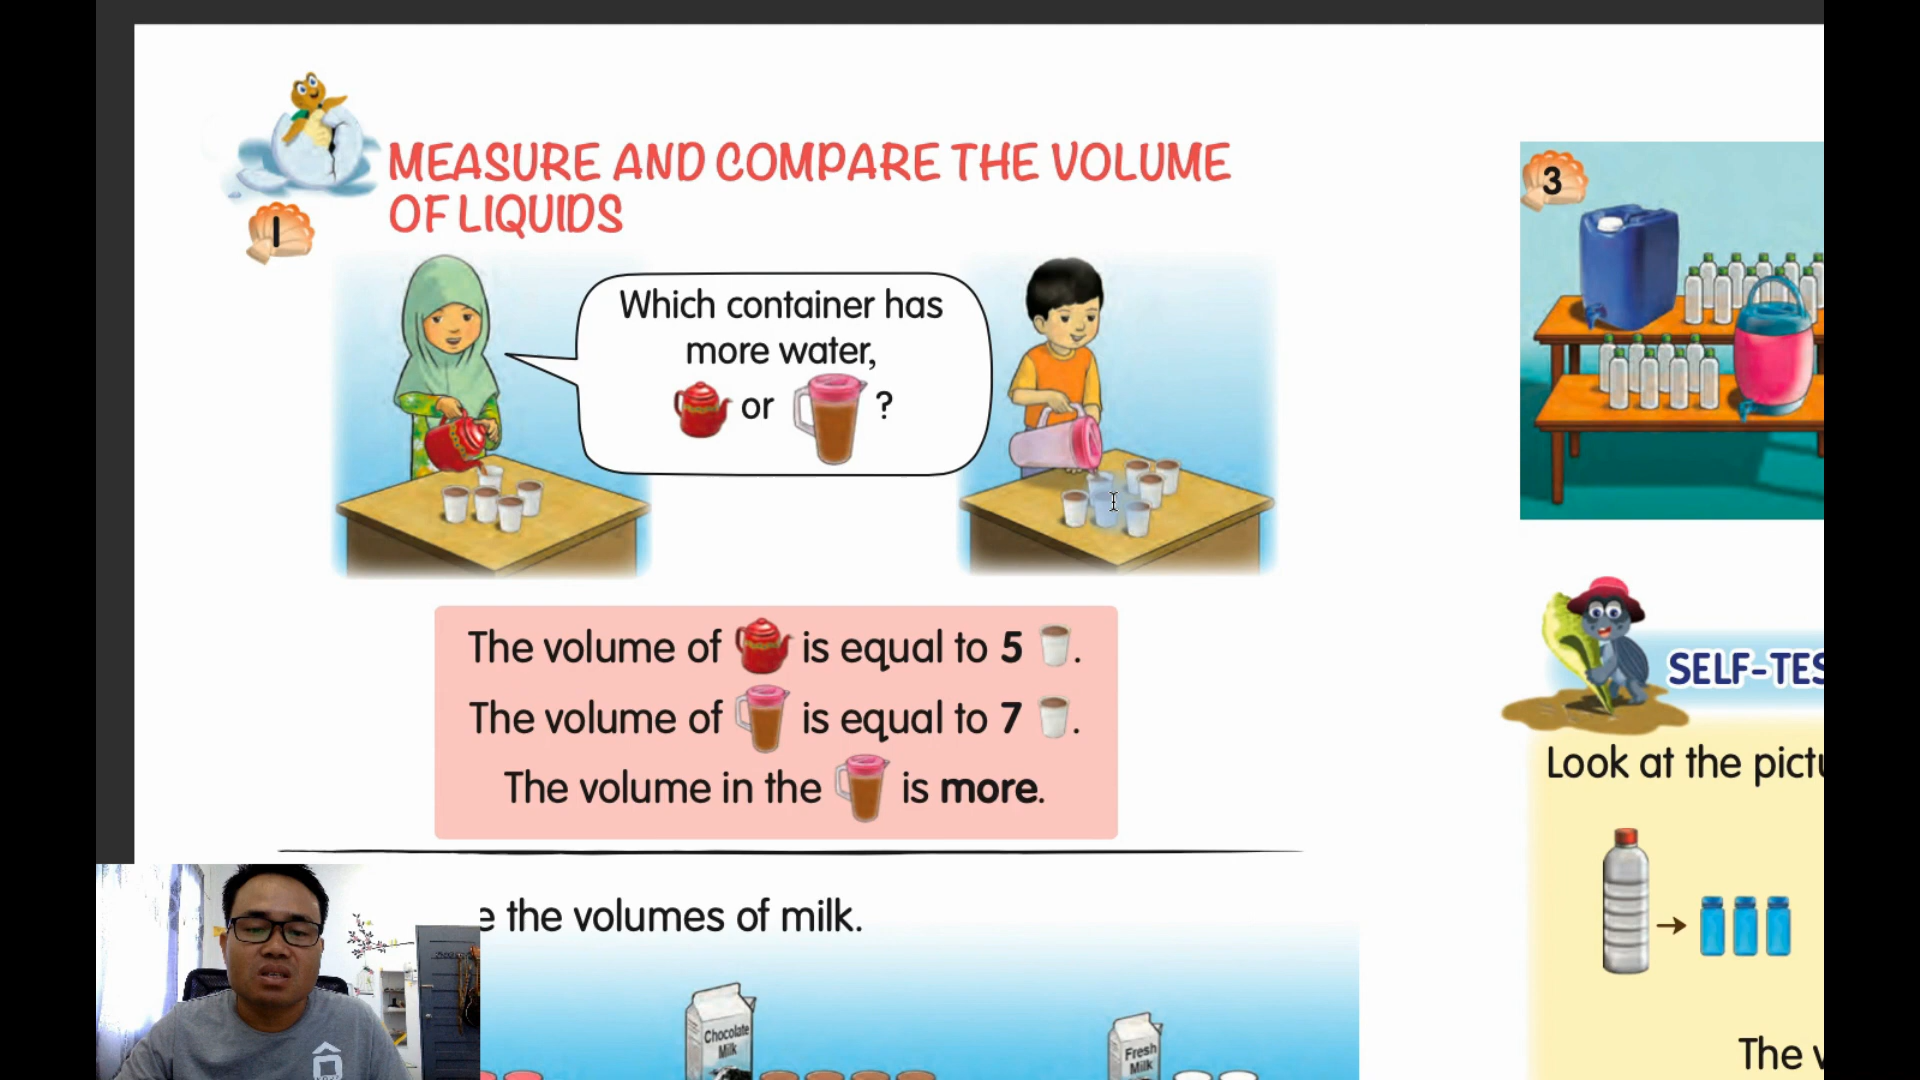 MEASURE AND COMPARE THE VOLUME
OF LIQUIDS
1
Which container has
more water,
or ?
The volume of is equal to 5 .
The volume of is equal to 7 .
The volume in the is more.
e the volumes of milk.
Chocolate
Milk
Fresh
Milk
3
SELF-TES
Look at the pictu
The v